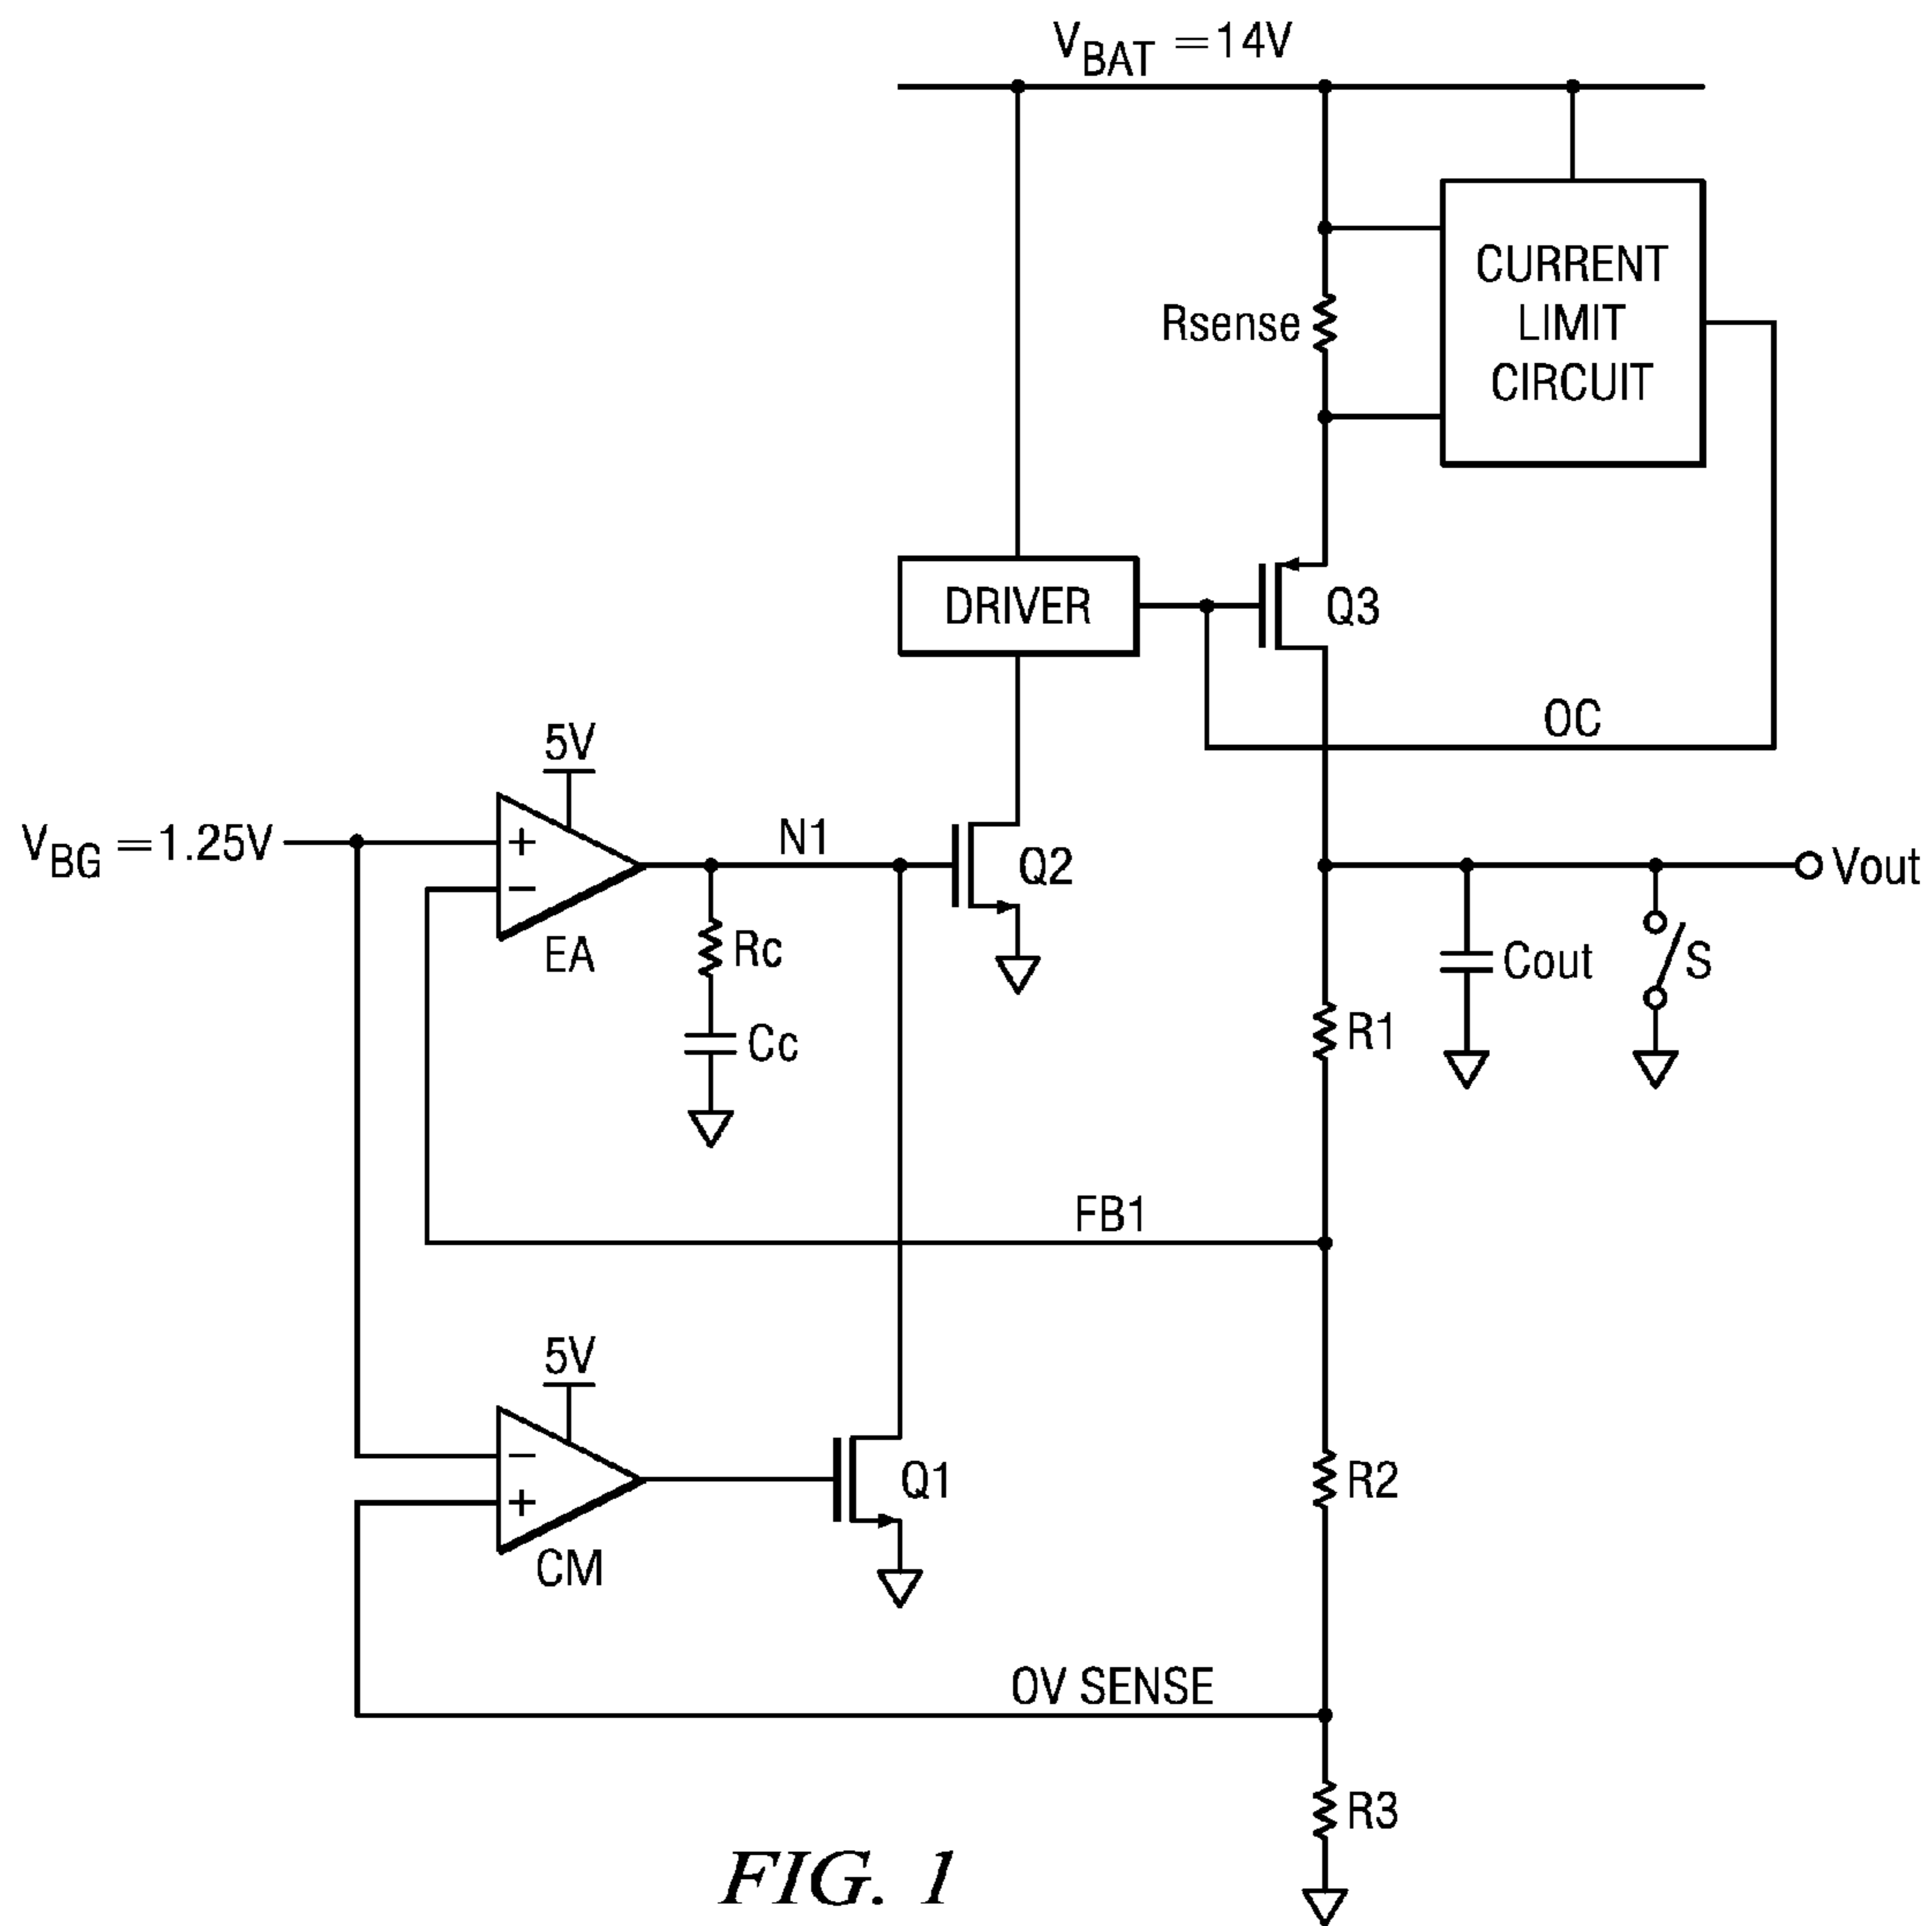 V_BAT =14V
CURRENT
LIMIT
CIRCUIT
Rsense
DRIVER
Q3
OC
5V
V_BG =1.25V
+
−
EA
N1
Q2
Vout
Rc
Cc
Cout
S
R1
FB1
5V
−
+
CM
Q1
R2
OV SENSE
R3
FIG. 1